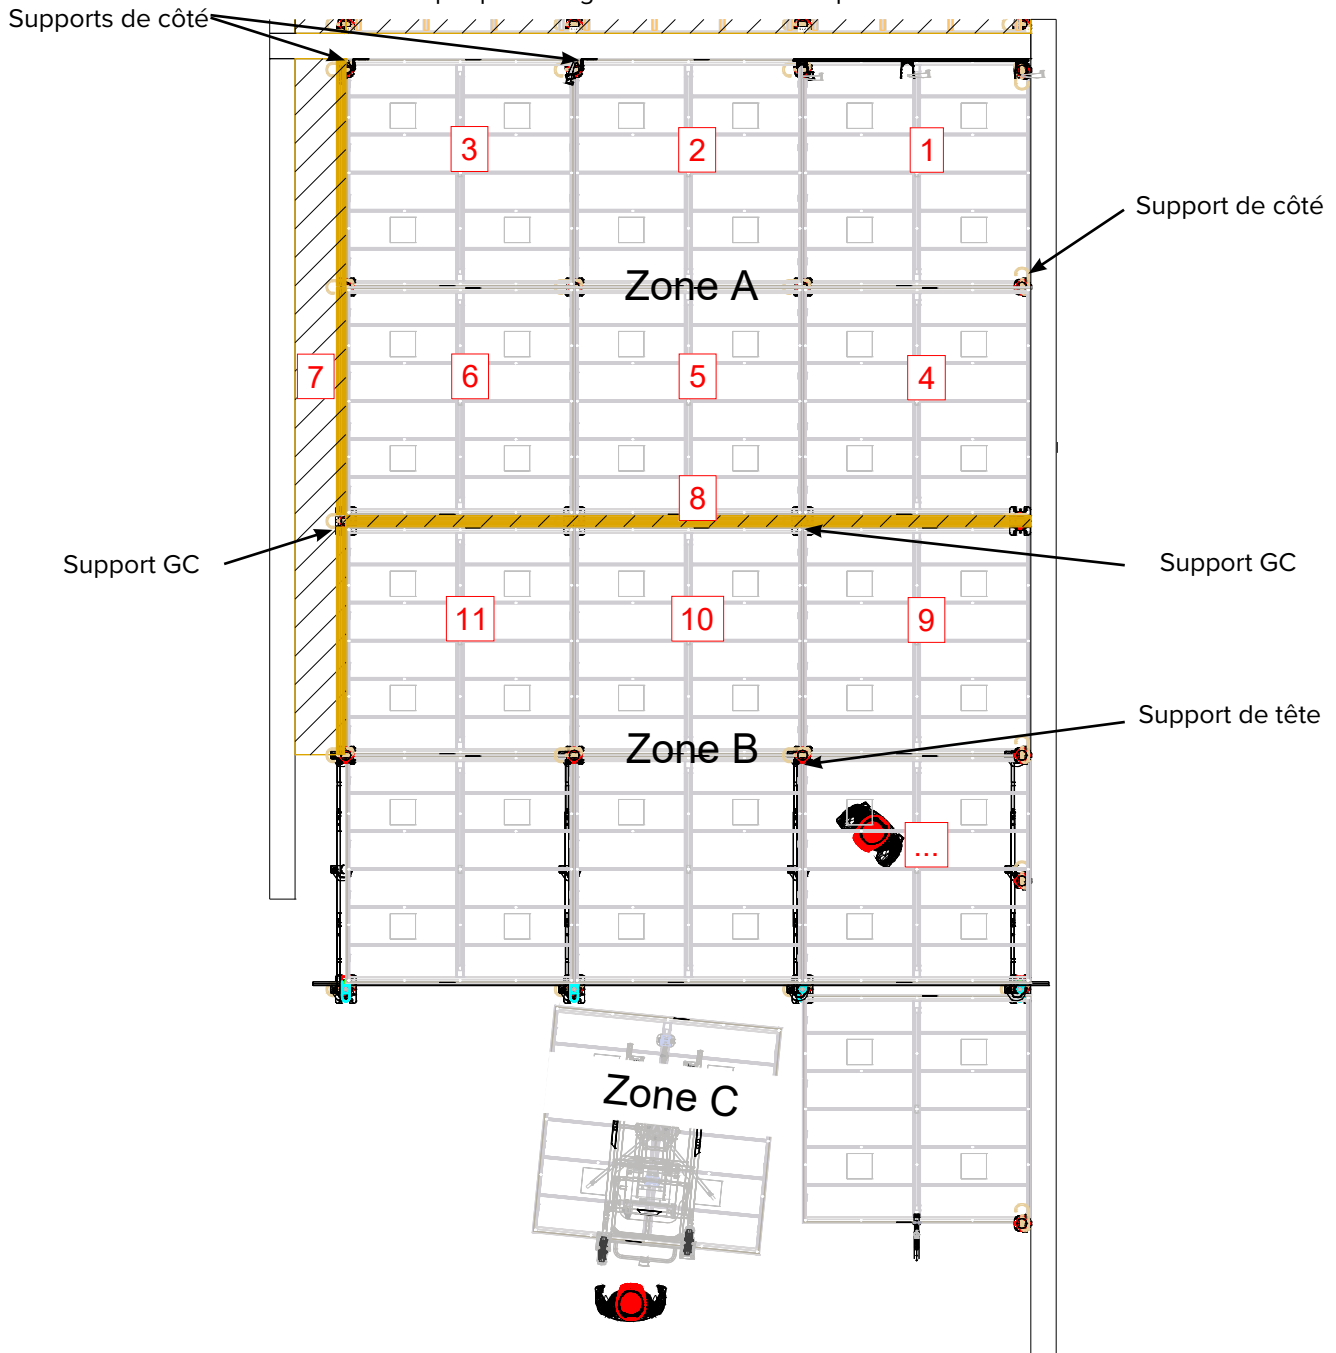 Supports de côté
3
2
1
Support de côté
Zone A
7
6
5
4
8
Support GC
Support GC
11
10
9
Support de tête
Zone B
...
Zone C